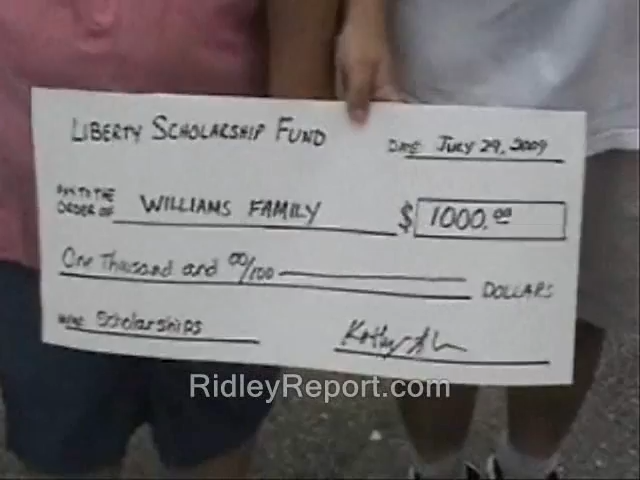 LIBERTY SCHOLARSHIP FUND
DATE JULY 29, 2009
PAY TO THE
ORDER OF WILLIAMS FAMILY $ 1000.00
One Thousand and 00/100 DOLLARS
Scholarships Kathy
RidleyReport.com